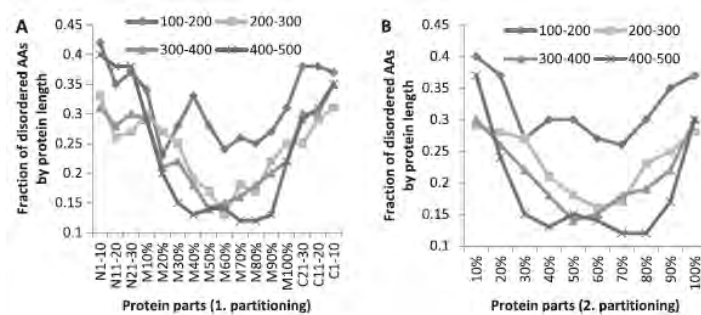 A
Fraction of disordered AAs
by protein length
0.45
0.4
0.35
0.3
0.25
0.2
0.15
0.1
100-200
200-300
300-400
400-500
N1-10
N11-20
N21-30
M10%
M20%
M30%
M40%
M50%
M60%
M70%
M80%
M90%
M100%
C21-30
C11-20
C1-10
Protein parts (1. partitioning)
B
Fraction of disordered AAs
by protein length
0.45
0.4
0.35
0.3
0.25
0.2
0.15
0.1
100-200
200-300
300-400
400-500
10%
20%
30%
40%
50%
60%
70%
80%
90%
100%
Protein parts (2. partitioning)